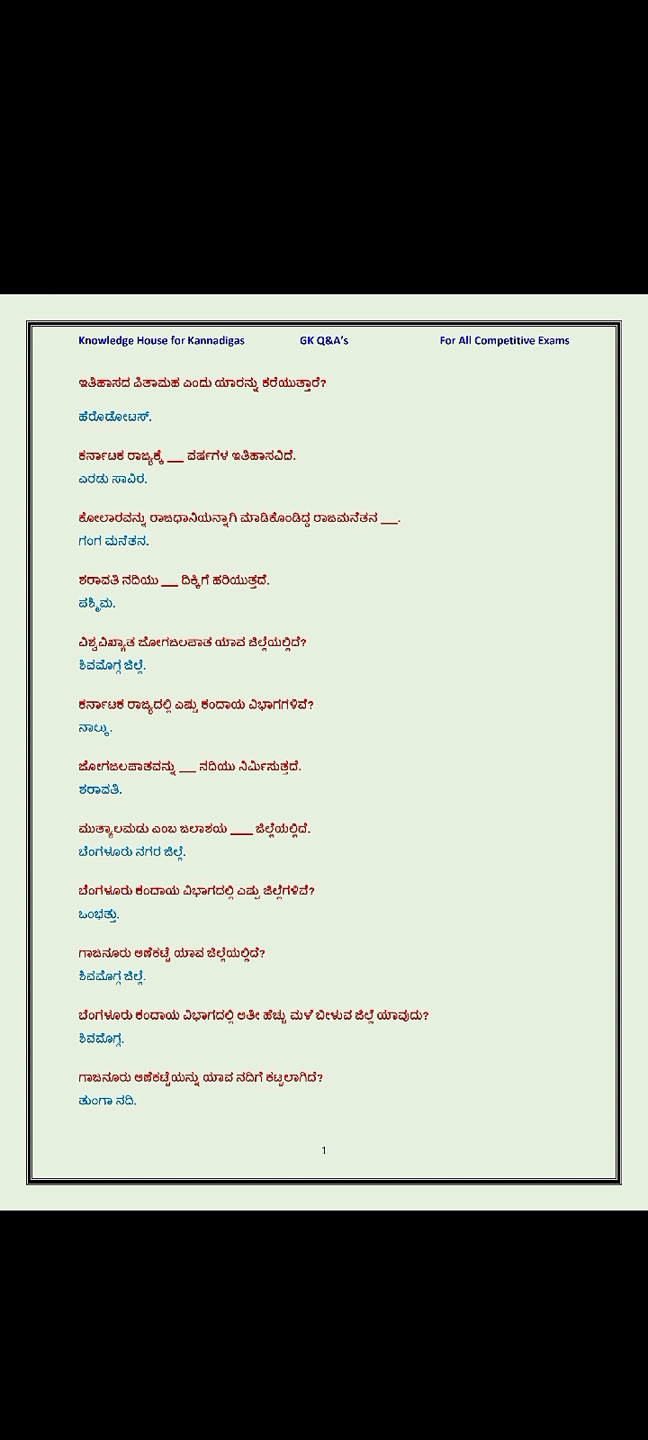 Knowledge House for Kannadigas GK Q&A's For All Competitive Exams
ಇತಿಹಾಸದ ಪಿತಾಮಹ ಎಂದು ಯಾರನ್ನು ಕರೆಯುತ್ತಾರೆ?
ಹೆರೊಡೋಟಸ್.
ಕರ್ನಾಟಕ ರಾಜ್ಯಕ್ಕೆ ___ ವರ್ಷಗಳ ಇತಿಹಾಸವಿದೆ.
ಎರಡು ಸಾವಿರ.
ಕೋಲಾರವನ್ನು ರಾಜಧಾನಿಯನ್ನಾಗಿ ಮಾಡಿಕೊಂಡಿದ್ದ ರಾಜಮನೆತನ ___.
ಗಂಗ ಮನೆತನ.
ಶರಾವತಿ ನದಿಯು ___ ದಿಕ್ಕಿಗೆ ಹರಿಯುತ್ತದೆ.
ಪಶ್ಚಿಮ.
ವಿಶ್ವವಿಖ್ಯಾತ ಜೋಗಜಲಪಾತ ಯಾವ ಜಿಲ್ಲೆಯಲ್ಲಿದೆ?
ಶಿವಮೊಗ್ಗ ಜಿಲ್ಲೆ.
ಕರ್ನಾಟಕ ರಾಜ್ಯದಲ್ಲಿ ಎಷ್ಟು ಕಂದಾಯ ವಿಭಾಗಗಳಿವೆ?
ನಾಲ್ಕು.
ಜೋಗಜಲಪಾತವನ್ನು ___ ನದಿಯು ನಿರ್ಮಿಸುತ್ತದೆ.
ಶರಾವತಿ.
ಮುತ್ಯಾಲಮಡು ಎಂಬ ಜಲಾಶಯ ____ ಜಿಲ್ಲೆಯಲ್ಲಿದೆ.
ಬೆಂಗಳೂರು ನಗರ ಜಿಲ್ಲೆ.
ಬೆಂಗಳೂರು ಕಂದಾಯ ವಿಭಾಗದಲ್ಲಿ ಎಷ್ಟು ಜಿಲ್ಲೆಗಳಿವೆ?
ಒಂಭತ್ತು.
ಗಾಜನೂರು ಅಣೆಕಟ್ಟೆ ಯಾವ ಜಿಲ್ಲೆಯಲ್ಲಿದೆ?
ಶಿವಮೊಗ್ಗ ಜಿಲ್ಲೆ.
ಬೆಂಗಳೂರು ಕಂದಾಯ ವಿಭಾಗದಲ್ಲಿ ಅತೀ ಹೆಚ್ಚು ಮಳೆ ಬೀಳುವ ಜಿಲ್ಲೆ ಯಾವುದು?
ಶಿವಮೊಗ್ಗ.
ಗಾಜನೂರು ಅಣೆಕಟ್ಟೆಯನ್ನು ಯಾವ ನದಿಗೆ ಕಟ್ಟಲಾಗಿದೆ?
ತುಂಗಾ ನದಿ.
1